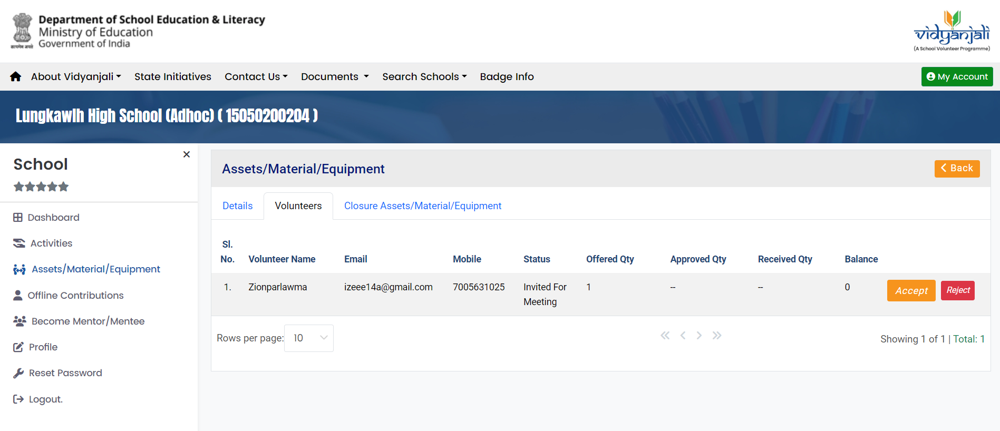 Department of School Education & Literacy
Ministry of Education
Government of India
सत्यमेव जयते
vidyanjali
(A School Volunteer Programme)
About Vidyanjali
State Initiatives
Contact Us
Documents
Search Schools
Badge Info
My Account
Lungkawlh High School (Adhoc) ( 15050200204 )
School
Dashboard
Activities
Assets/Material/Equipment
Offline Contributions
Become Mentor/Mentee
Profile
Reset Password
Logout.
Assets/Material/Equipment
Back
Details
Volunteers
Closure Assets/Material/Equipment
Sl. No.
Volunteer Name
Email
Mobile
Status
Offered Qty
Approved Qty
Received Qty
Balance
1.
Zionparlawma
izeee14a@gmail.com
7005631025
Invited For
Meeting
1
--
--
0
Accept
Reject
Rows per page:
10
Showing 1 of 1 | Total: 1